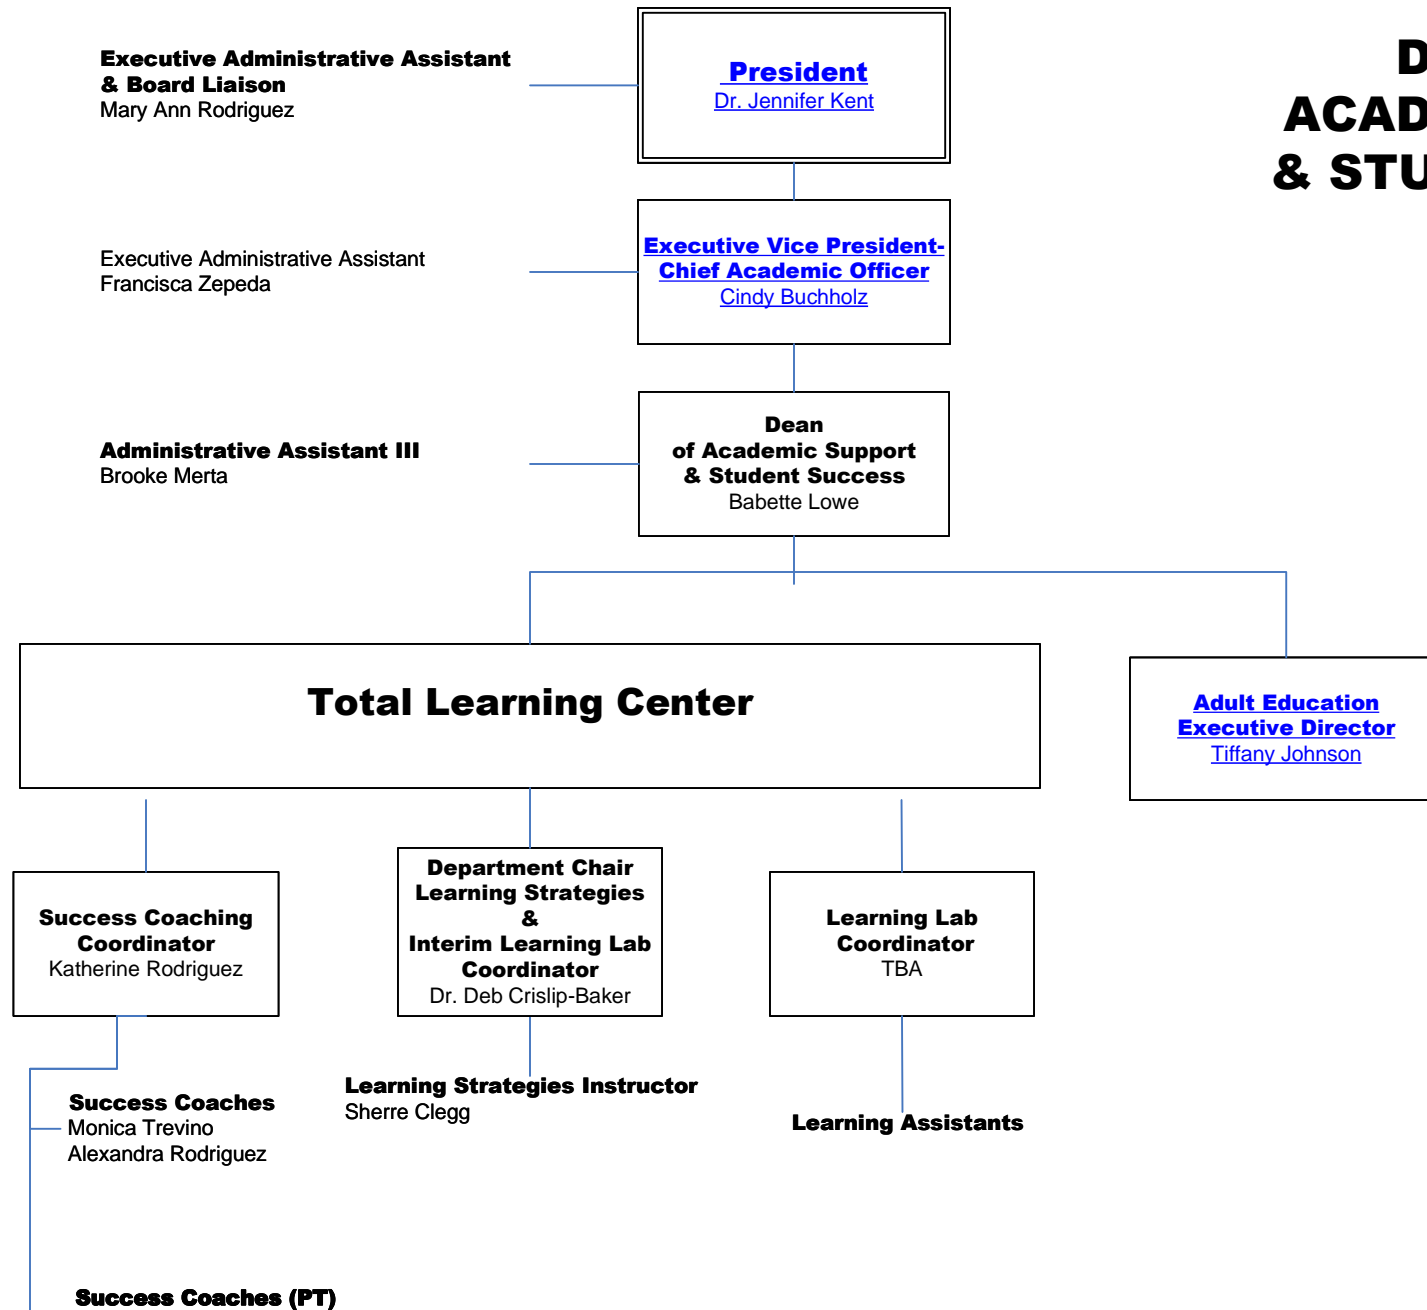 Executive Administrative Assistant
& Board Liaison
Mary Ann Rodriguez
President
Dr. Jennifer Kent
D
ACAD
& STU
Executive Administrative Assistant
Francisca Zepeda
Executive Vice President-
Chief Academic Officer
Cindy Buchholz
Administrative Assistant III
Brooke Merta
Dean
of Academic Support
& Student Success
Babette Lowe
Total Learning Center
Adult Education
Executive Director
Tiffany Johnson
Success Coaching
Coordinator
Katherine Rodriguez
Department Chair
Learning Strategies
&
Interim Learning Lab
Coordinator
Dr. Deb Crislip-Baker
Learning Lab
Coordinator
TBA
Success Coaches
Monica Trevino
Alexandra Rodriguez
Learning Strategies Instructor
Sherre Clegg
Learning Assistants
Success Coaches (PT)